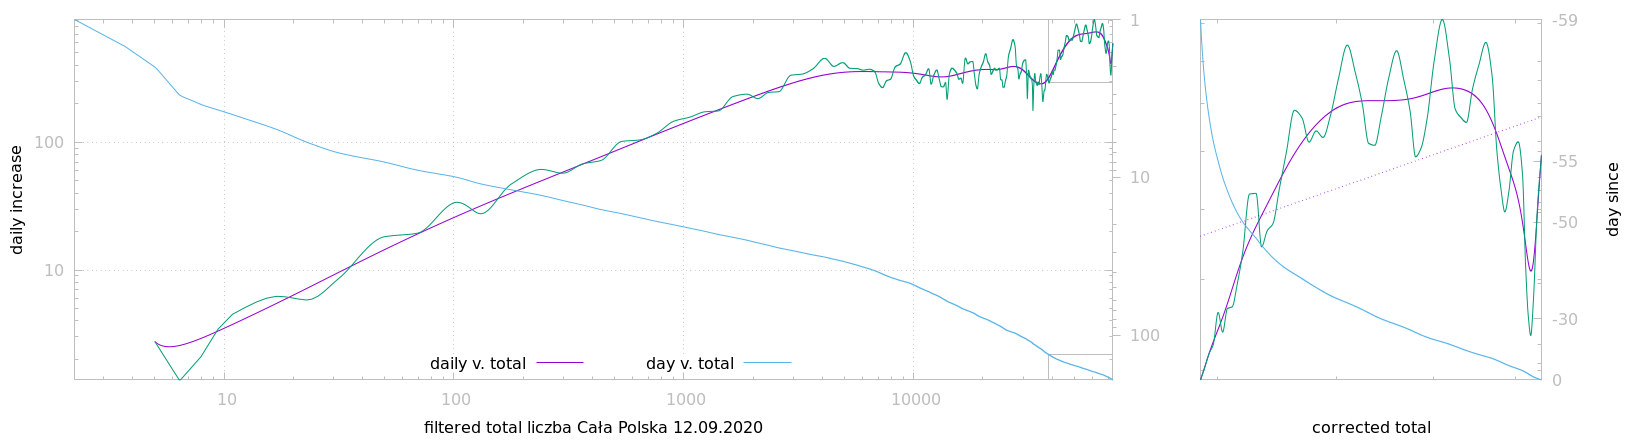 daily increase
100
10
1
10
100
daily v. total
day v. total
10
100
1000
10000
filtered total liczba Cała Polska 12.09.2020
-59
-55
-50
-30
0
day since
corrected total